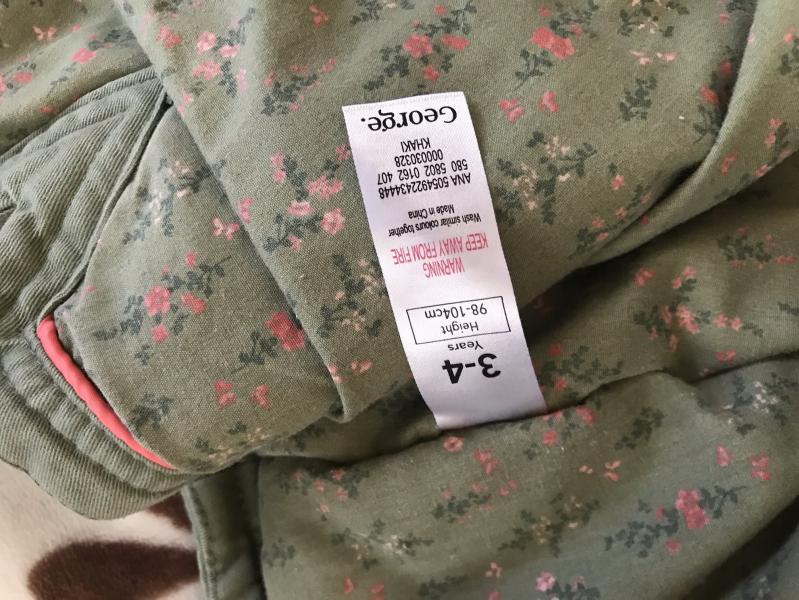 3-4
Years
Height
98-104cm
WARNING
KEEP AWAY FROM FIRE
Wash similar colours together
Made in China
ANA 5054922434448
580 5802 0162 407
000030328
KHAKI
George.